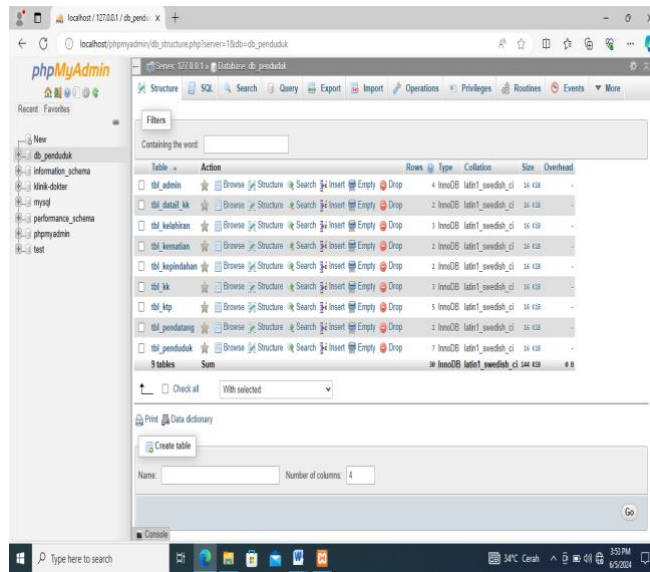 localhost / 127.0.0.1 / db_pendu
localhost/phpmyadmin/db_structure.php?server=1&db=db_penduduk
phpMyAdmin
Recent Favorites
New
db_penduduk
information_schema
klinik-dokter
mysql
performance_schema
phpmyadmin
test
Server: 127.0.0.1 » Database: db_penduduk
Structure SQL Search Query Export Import Operations Privileges Routines Events More
Filters
Containing the word:
Table Action Rows Type Collation Size Overhead
tbl_admin Browse Structure Search Insert Empty Drop 4 InnoDB latin1_swedish_ci 16 KiB -
tbl_datail_kk Browse Structure Search Insert Empty Drop 2 InnoDB latin1_swedish_ci 16 KiB -
tbl_kelahiran Browse Structure Search Insert Empty Drop 3 InnoDB latin1_swedish_ci 16 KiB -
tbl_kematian Browse Structure Search Insert Empty Drop 2 InnoDB latin1_swedish_ci 16 KiB -
tbl_kepindahan Browse Structure Search Insert Empty Drop 2 InnoDB latin1_swedish_ci 16 KiB -
tbl_kk Browse Structure Search Insert Empty Drop 3 InnoDB latin1_swedish_ci 16 KiB -
tbl_ktp Browse Structure Search Insert Empty Drop 5 InnoDB latin1_swedish_ci 16 KiB -
tbl_pendatang Browse Structure Search Insert Empty Drop 2 InnoDB latin1_swedish_ci 16 KiB -
tbl_penduduk Browse Structure Search Insert Empty Drop 7 InnoDB latin1_swedish_ci 16 KiB -
9 tables Sum 30 InnoDB latin1_swedish_ci 144 KiB 0 B
Check all With selected:
Print Data dictionary
Create table
Name: Number of columns: 4
Go
Console
Type here to search
34°C Cerah
3:53 PM
6/5/2024